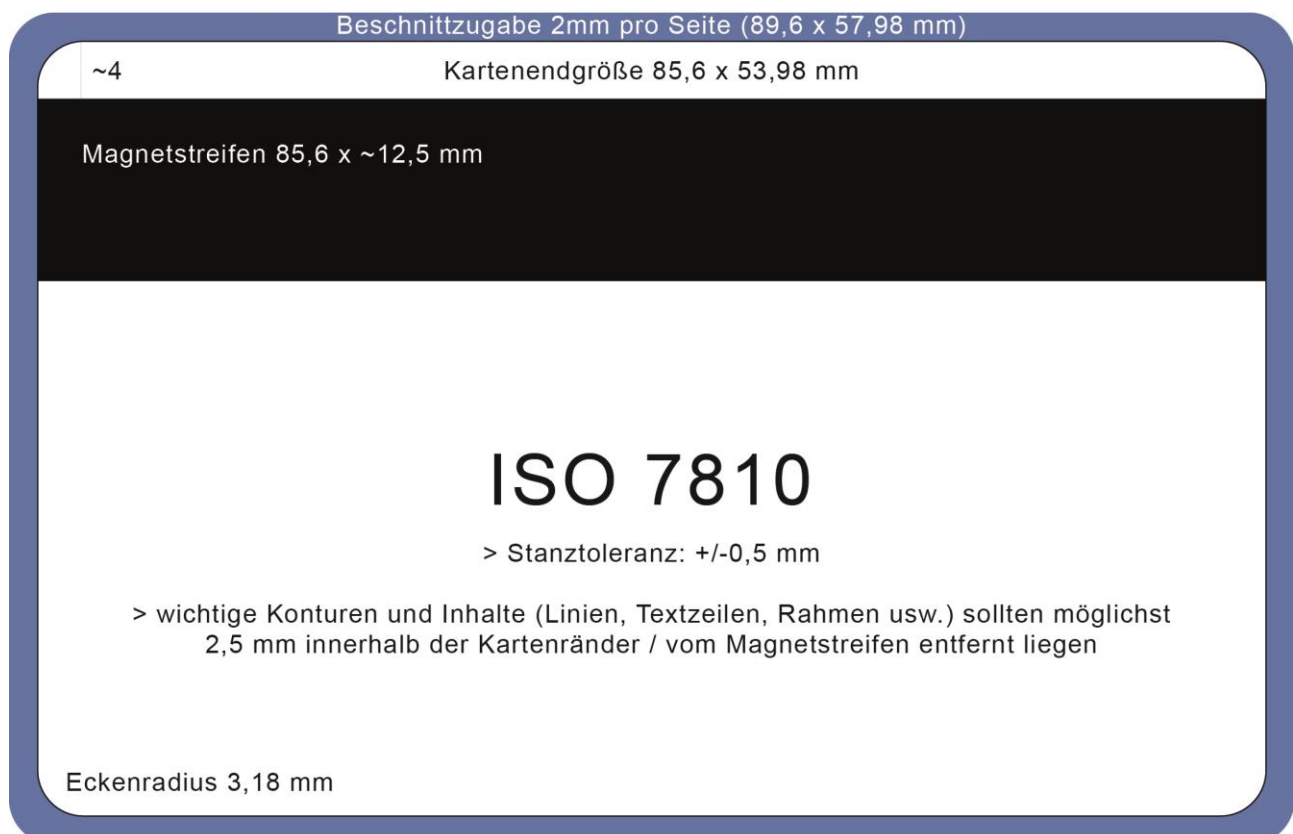 Beschnittzugabe 2mm pro Seite (89,6 x 57,98 mm)
~4
Kartenendgröße 85,6 x 53,98 mm
Magnetstreifen 85,6 x ~12,5 mm
ISO 7810
> Stanztoleranz: +/-0,5 mm
> wichtige Konturen und Inhalte (Linien, Textzeilen, Rahmen usw.) sollten möglichst
2,5 mm innerhalb der Kartenränder / vom Magnetstreifen entfernt liegen
Eckenradius 3,18 mm